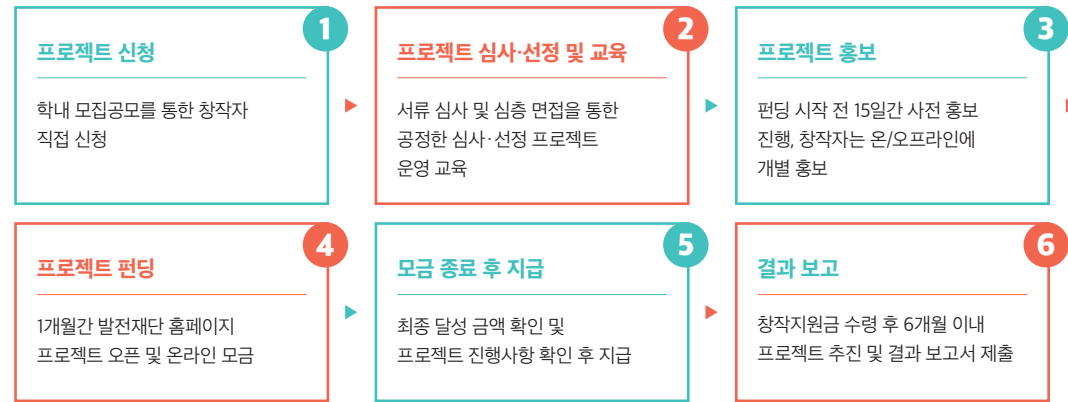 1
프로젝트 신청
학내 모집공모를 통한 창작자
직접 신청
2
프로젝트 심사·선정 및 교육
서류 심사 및 심층 면접을 통한
공정한 심사·선정 프로젝트
운영 교육
3
프로젝트 홍보
펀딩 시작 전 15일간 사전 홍보
진행, 창작자는 온/오프라인에
개별 홍보
4
프로젝트 펀딩
1개월간 발전재단 홈페이지
프로젝트 오픈 및 온라인 모금
5
모금 종료 후 지급
최종 달성 금액 확인 및
프로젝트 진행사항 확인 후 지급
6
결과 보고
창작지원금 수령 후 6개월 이내
프로젝트 추진 및 결과 보고서 제출